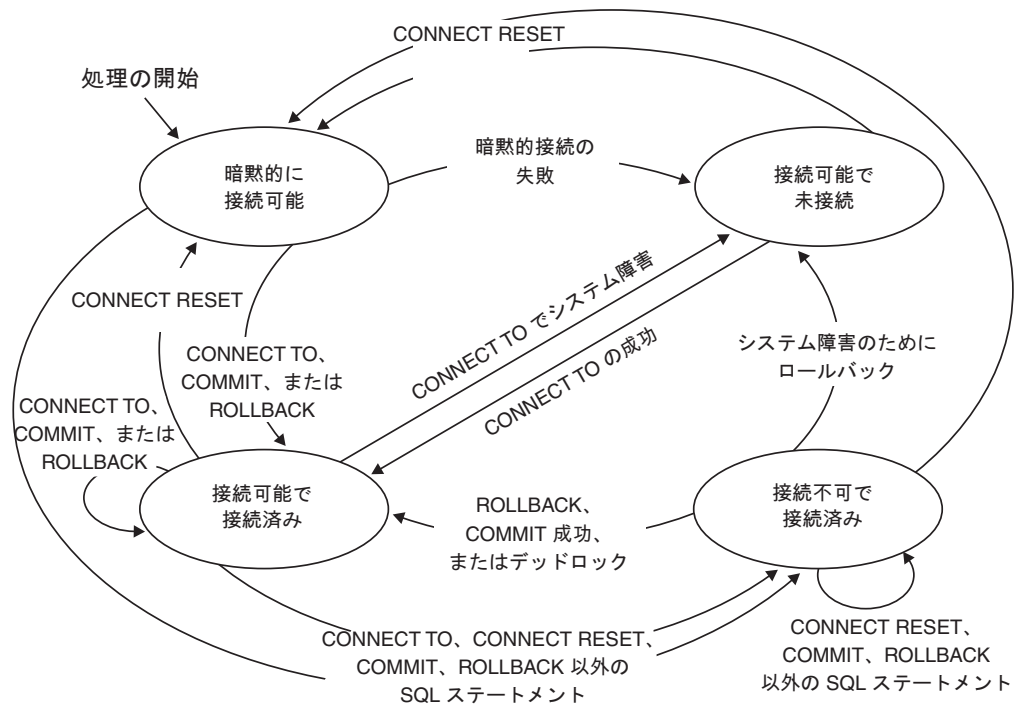 CONNECT RESET
処理の開始
暗黙的に
接続可能
暗黙的接続の
失敗
接続可能で
未接続
CONNECT RESET
CONNECT TO でシステム障害
CONNECT TO の成功
システム障害のために
ロールバック
CONNECT TO、
COMMIT、または
ROLLBACK
CONNECT TO、
COMMIT、または
ROLLBACK
接続可能で
接続済み
ROLLBACK、
COMMIT 成功、
またはデッドロック
接続不可で
接続済み
CONNECT TO、CONNECT RESET、
COMMIT、ROLLBACK 以外の
SQL ステートメント
CONNECT RESET、
COMMIT、ROLLBACK
以外の SQL ステートメント